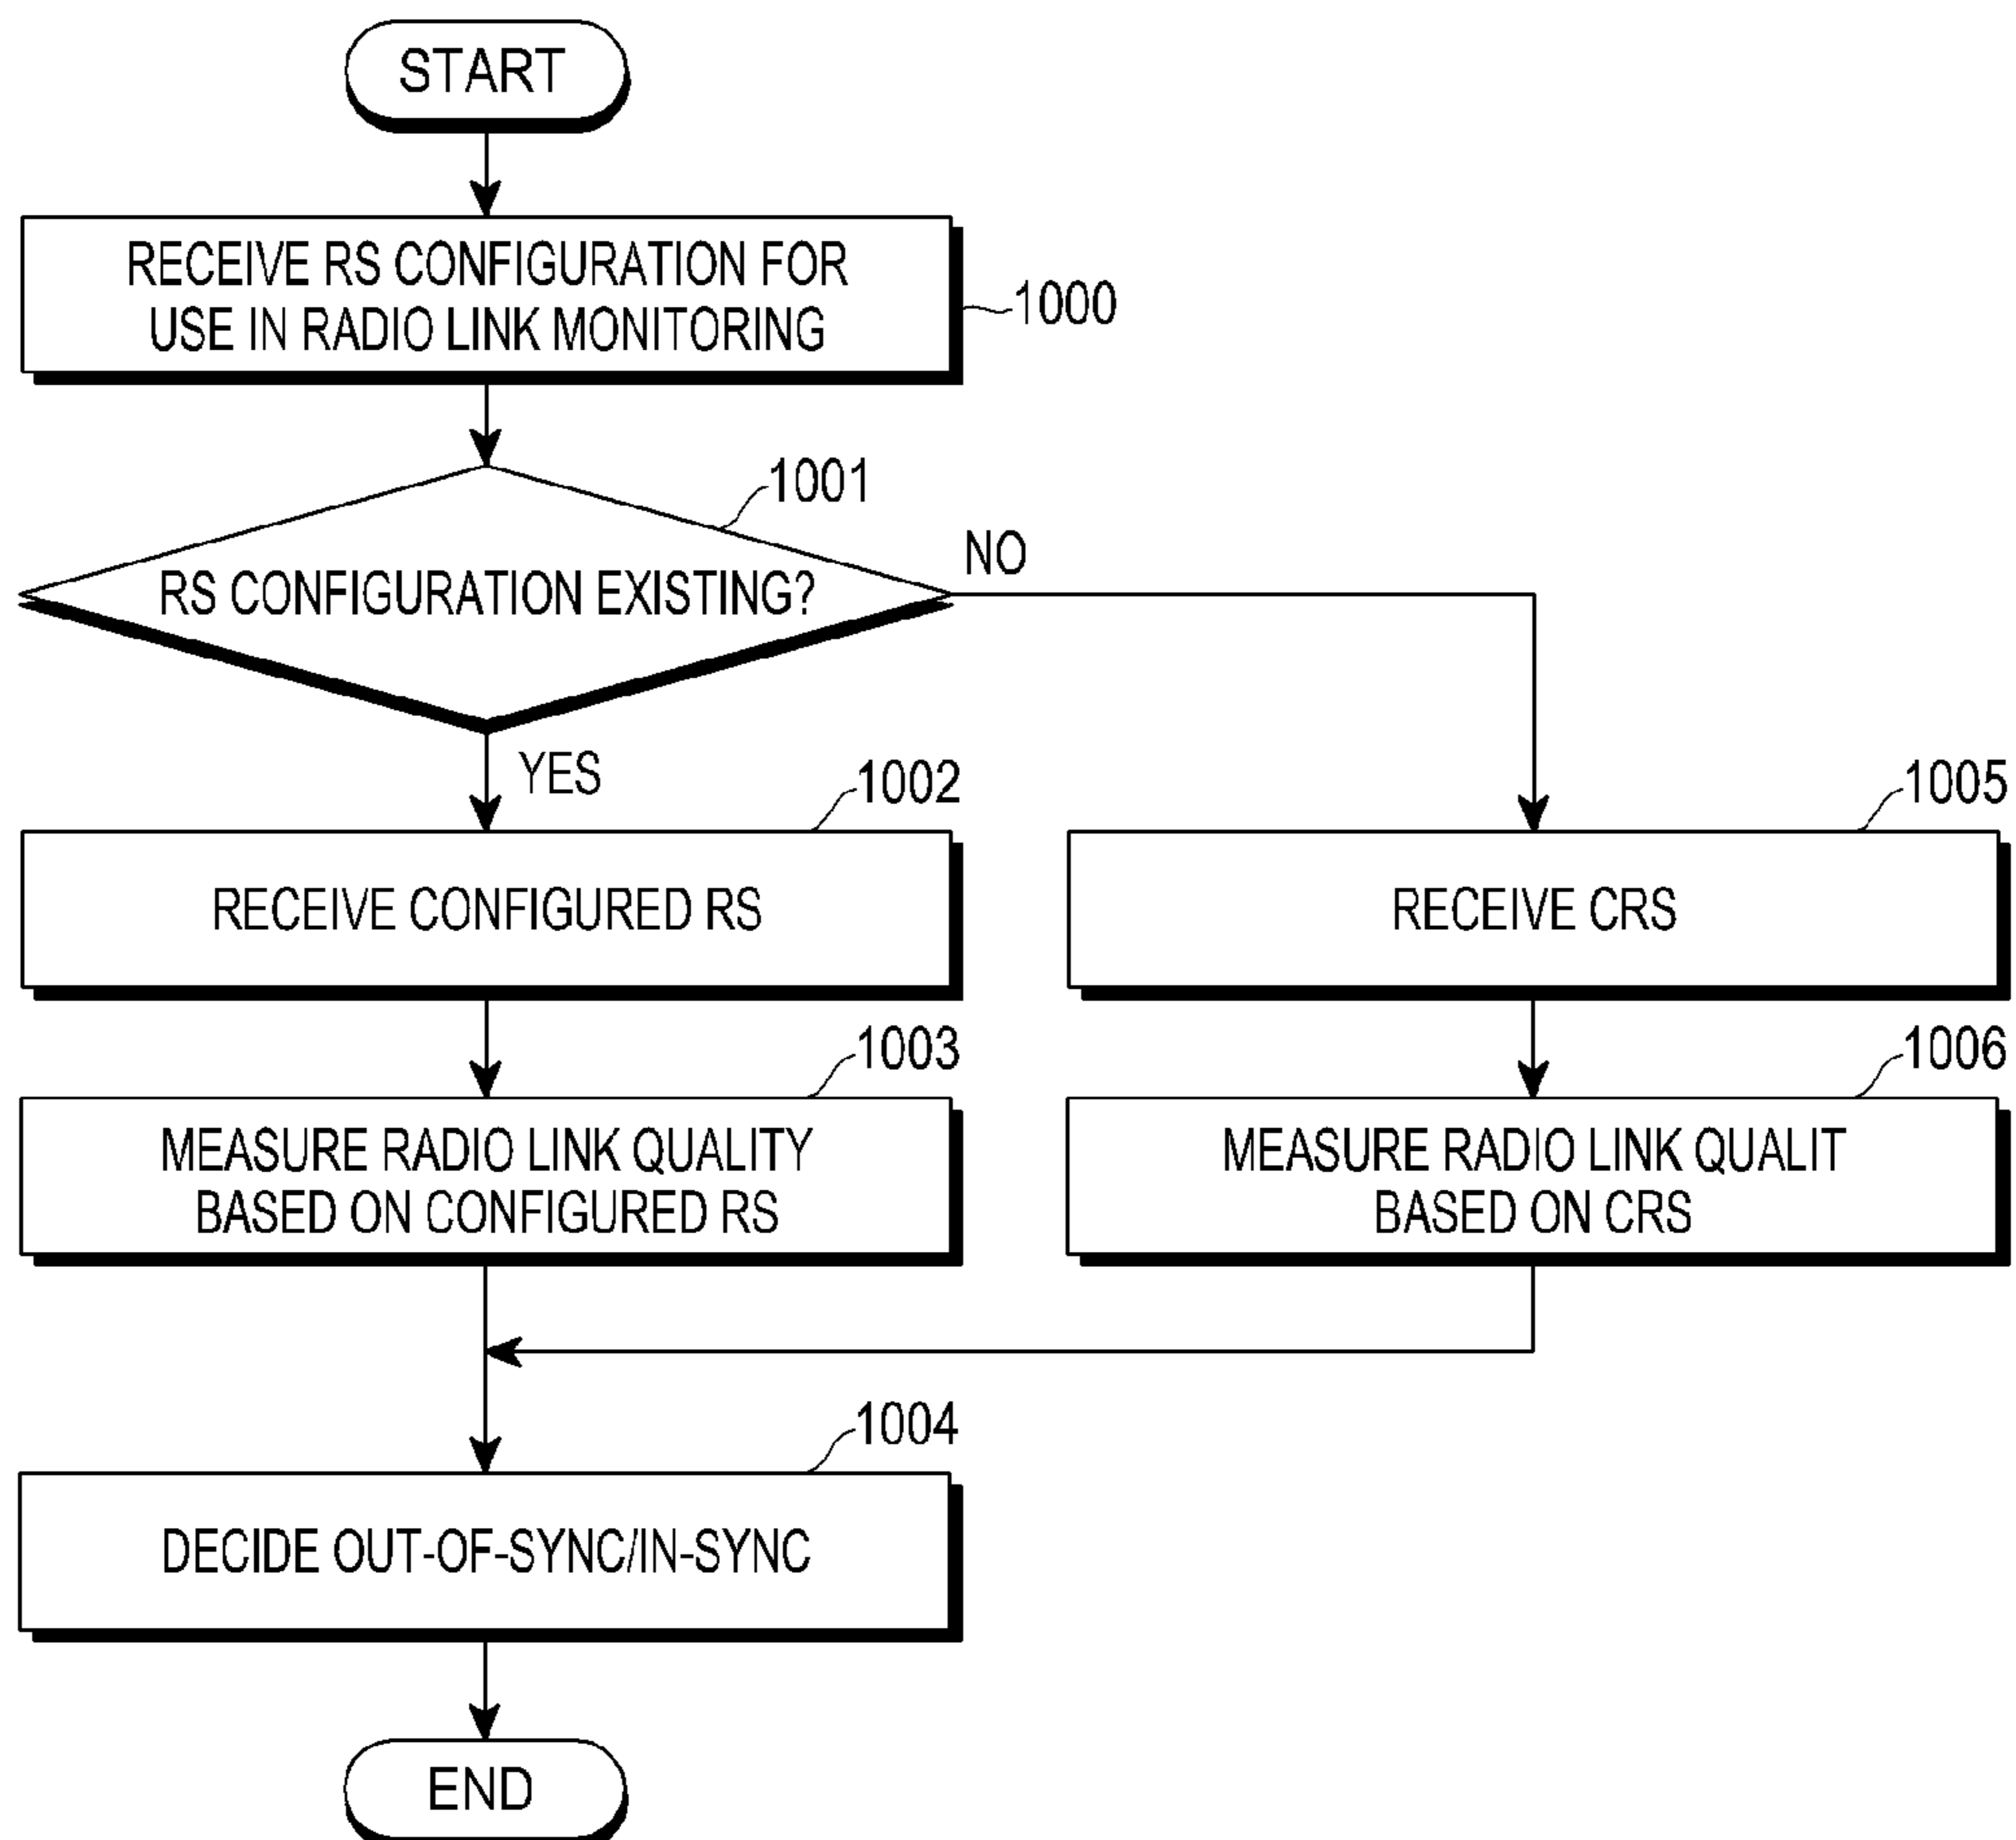 START
RECEIVE RS CONFIGURATION FOR
USE IN RADIO LINK MONITORING
1000
1001
RS CONFIGURATION EXISTING?
NO
YES
1002
RECEIVE CONFIGURED RS
1005
RECEIVE CRS
1003
MEASURE RADIO LINK QUALITY
BASED ON CONFIGURED RS
1006
MEASURE RADIO LINK QUALIT
BASED ON CRS
1004
DECIDE OUT-OF-SYNC/IN-SYNC
END